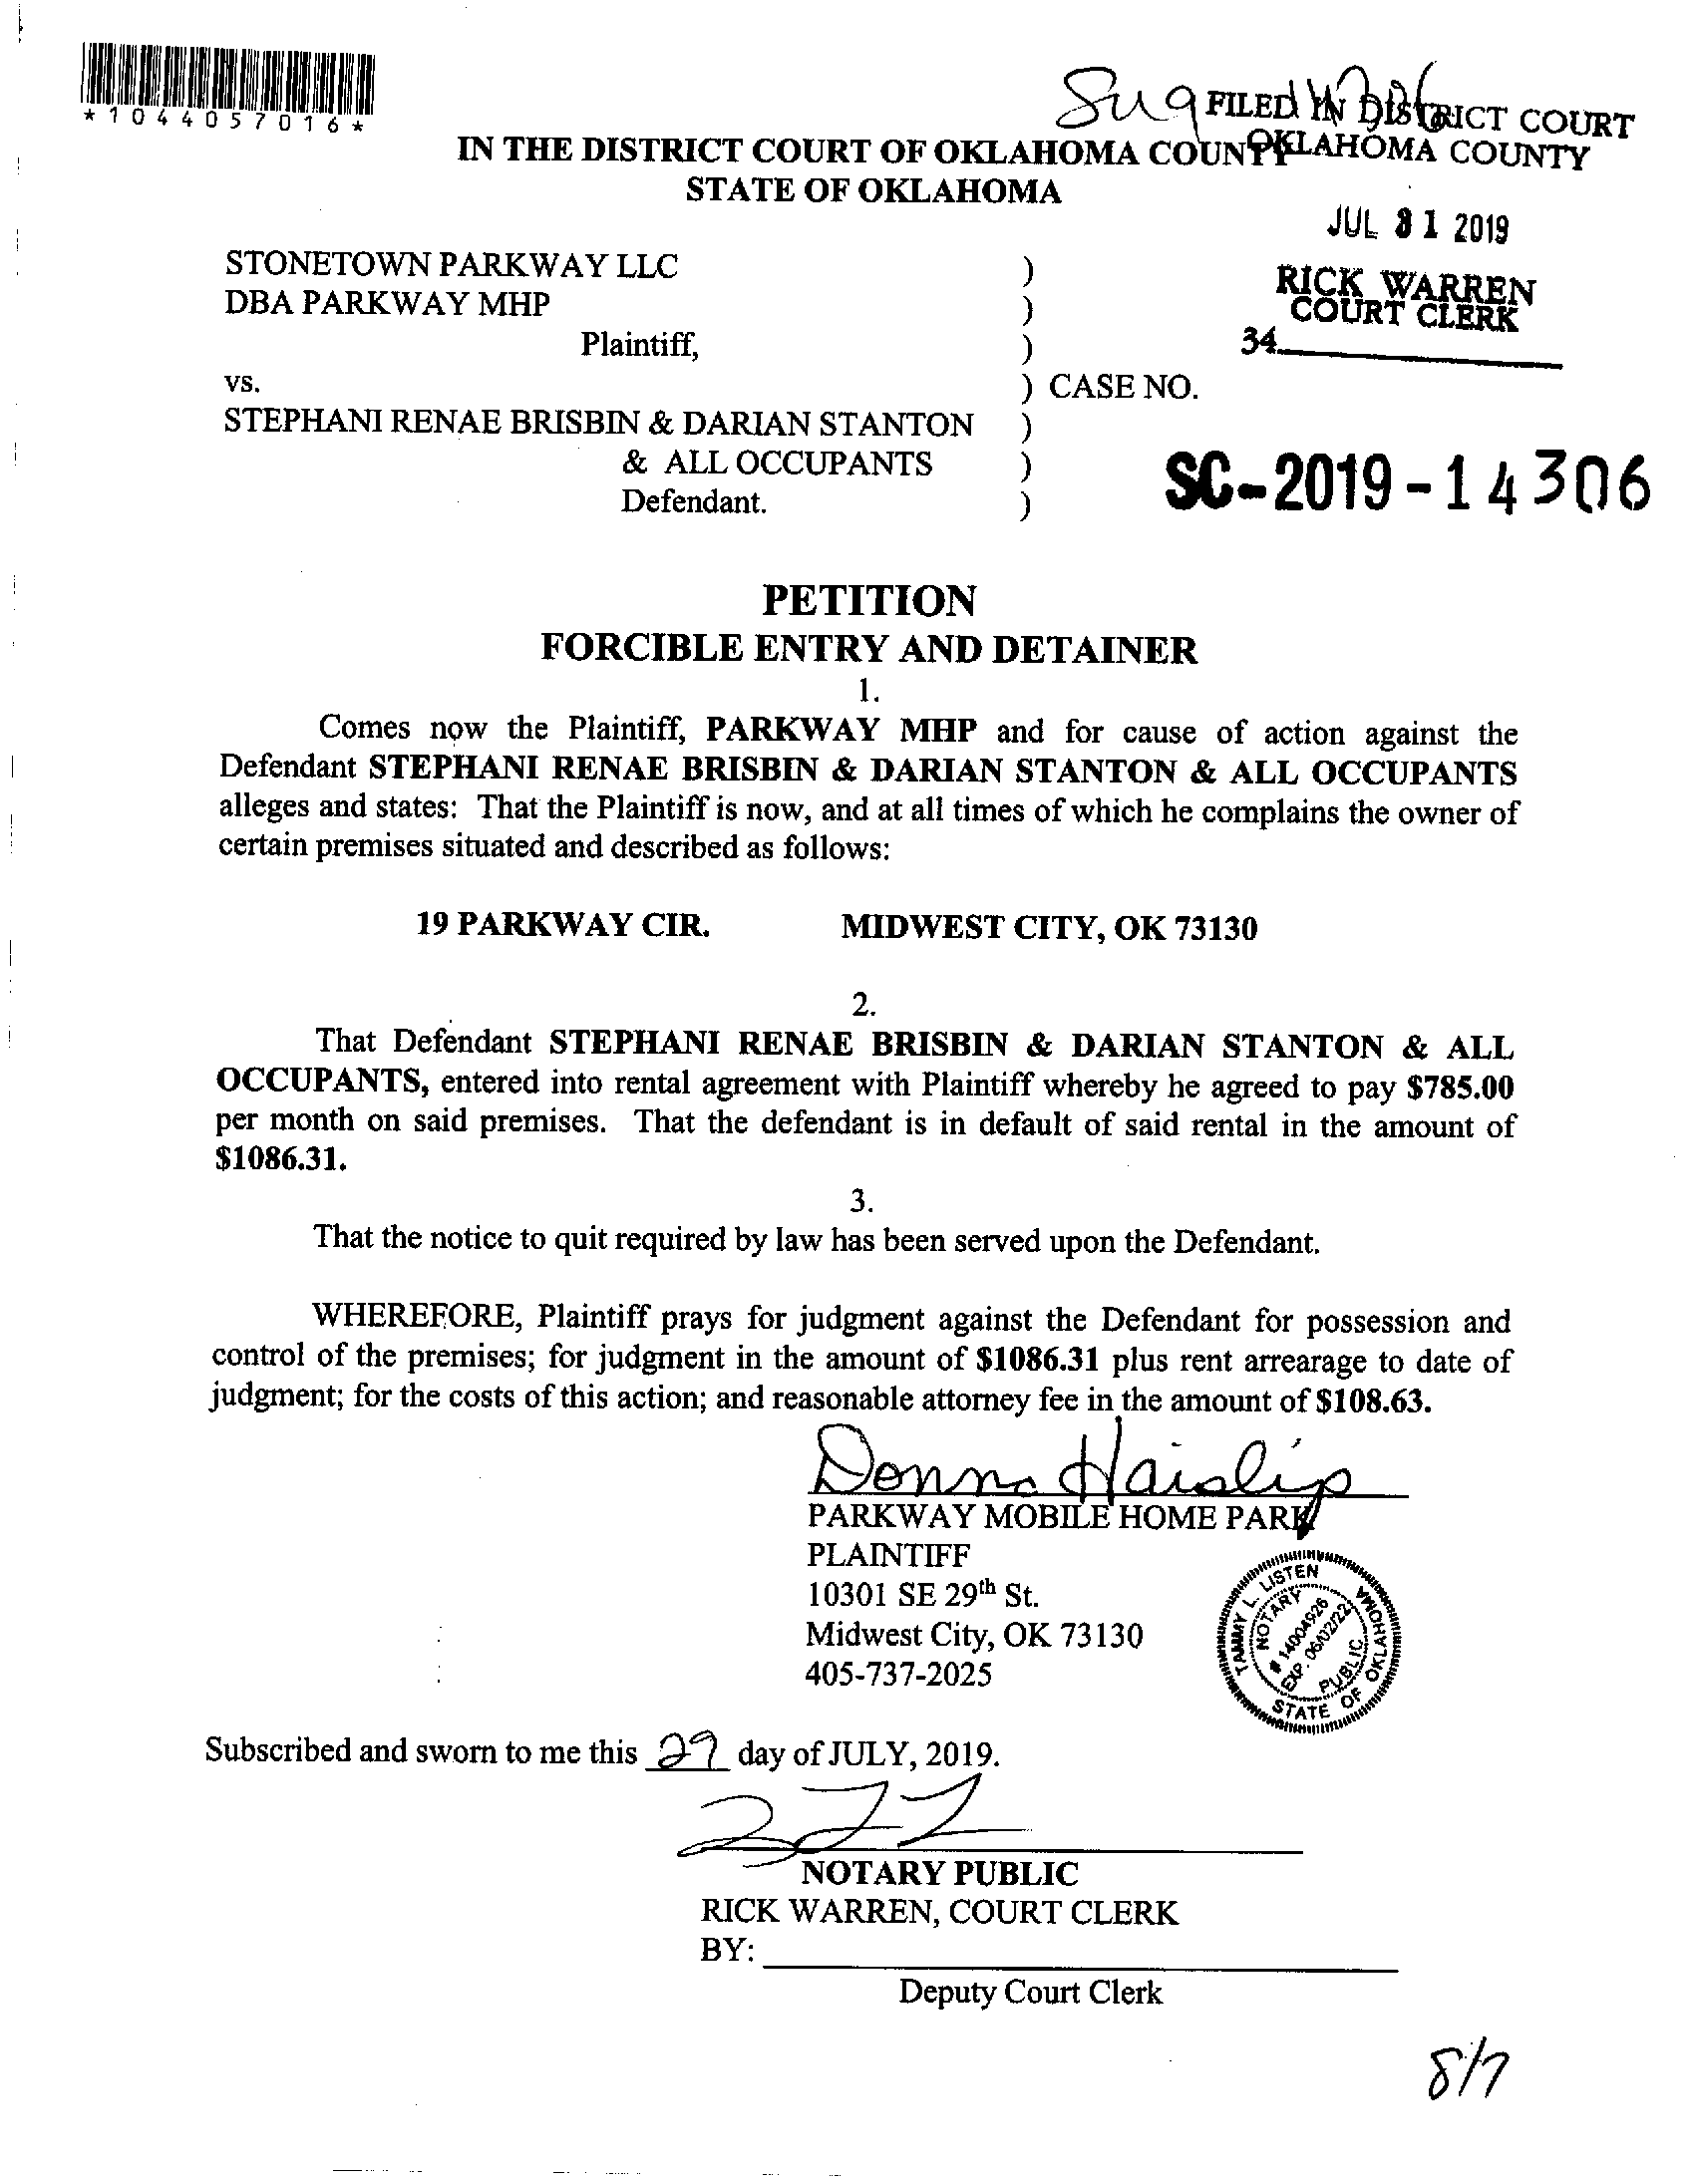 *1044057016*
FILED IN DISTRICT COURT
OKLAHOMA COUNTY
IN THE DISTRICT COURT OF OKLAHOMA COUNTY
STATE OF OKLAHOMA
JUL 31 2019
RICK WARREN
COURT CLERK
34
STONETOWN PARKWAY LLC )
DBA PARKWAY MHP )
Plaintiff, )
vs. ) CASE NO.
STEPHANI RENAE BRISBIN & DARIAN STANTON )
& ALL OCCUPANTS )
Defendant. )
SC-2019-14306
PETITION
FORCIBLE ENTRY AND DETAINER
1.
Comes now the Plaintiff, PARKWAY MHP and for cause of action against the
Defendant STEPHANI RENAE BRISBIN & DARIAN STANTON & ALL OCCUPANTS
alleges and states: That the Plaintiff is now, and at all times of which he complains the owner of
certain premises situated and described as follows:
19 PARKWAY CIR. MIDWEST CITY, OK 73130
2.
That Defendant STEPHANI RENAE BRISBIN & DARIAN STANTON & ALL
OCCUPANTS, entered into rental agreement with Plaintiff whereby he agreed to pay $785.00
per month on said premises. That the defendant is in default of said rental in the amount of
$1086.31.
3.
That the notice to quit required by law has been served upon the Defendant.
WHEREFORE, Plaintiff prays for judgment against the Defendant for possession and
control of the premises; for judgment in the amount of $1086.31 plus rent arrearage to date of
judgment; for the costs of this action; and reasonable attorney fee in the amount of $108.63.
Donna Haislip
PARKWAY MOBILE HOME PARK
PLAINTIFF
10301 SE 29th St.
Midwest City, OK 73130
405-737-2025
TAMMY L. LISTEN
NOTARY
# 14004926
EXP. 06/02/22
PUBLIC
STATE OF OKLAHOMA
Subscribed and sworn to me this 29 day of JULY, 2019.
NOTARY PUBLIC
RICK WARREN, COURT CLERK
BY:
Deputy Court Clerk
8/7